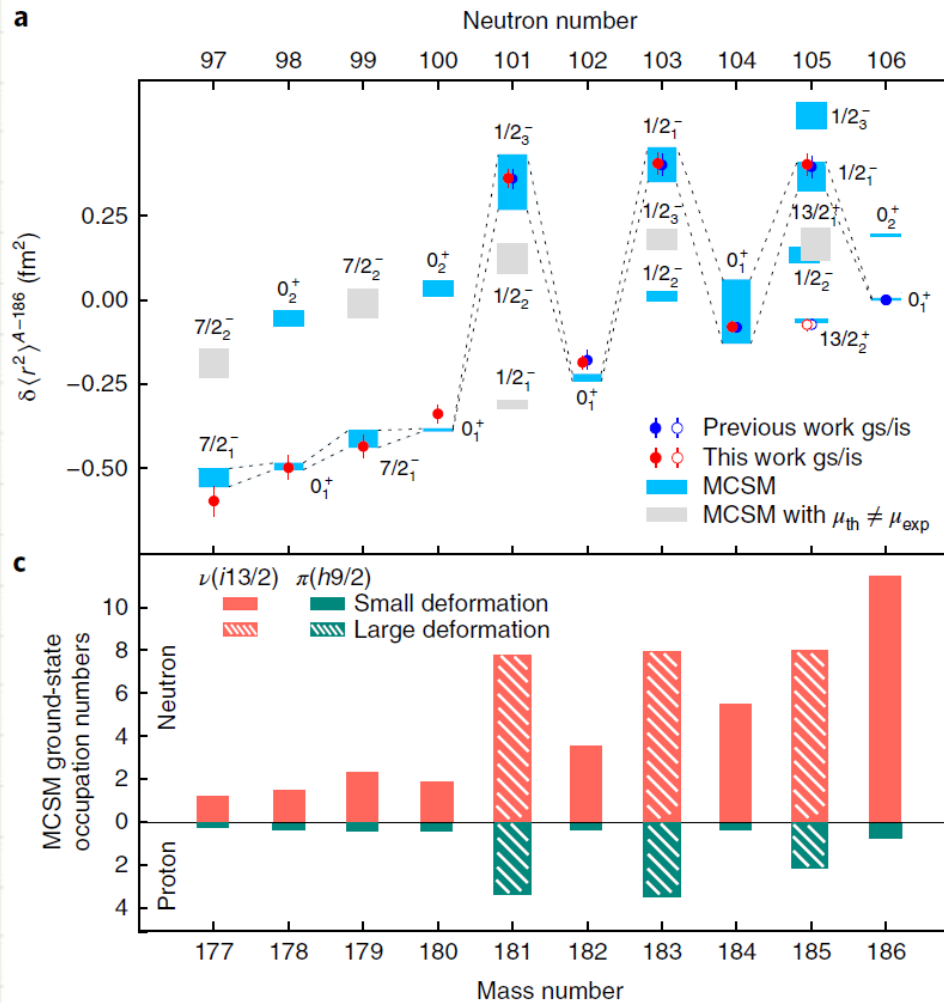 a
Neutron number
97 98 99 100 101 102 103 104 105 106
δ⟨r²⟩^{A−186} (fm²)
0.25
0.00
−0.25
−0.50
7/2₂⁻
7/2₁⁻
0₂⁺
0₁⁺
7/2₂⁻
7/2₁⁻
0₂⁺
0₁⁺
1/2₃⁻
1/2₂⁻
1/2₁⁻
0₁⁺
1/2₁⁻
1/2₃⁻
1/2₂⁻
0₁⁺
1/2₃⁻
1/2₁⁻
13/2₁⁺
1/2₂⁻
13/2₂⁺
0₂⁺
0₁⁺
Previous work gs/is
This work gs/is
MCSM
MCSM with μ_th ≠ μ_exp
c
ν(i13/2) π(h9/2)
Small deformation
Large deformation
MCSM ground-state
occupation numbers
Neutron
Proton
10
8
6
4
2
0
2
4
177 178 179 180 181 182 183 184 185 186
Mass number